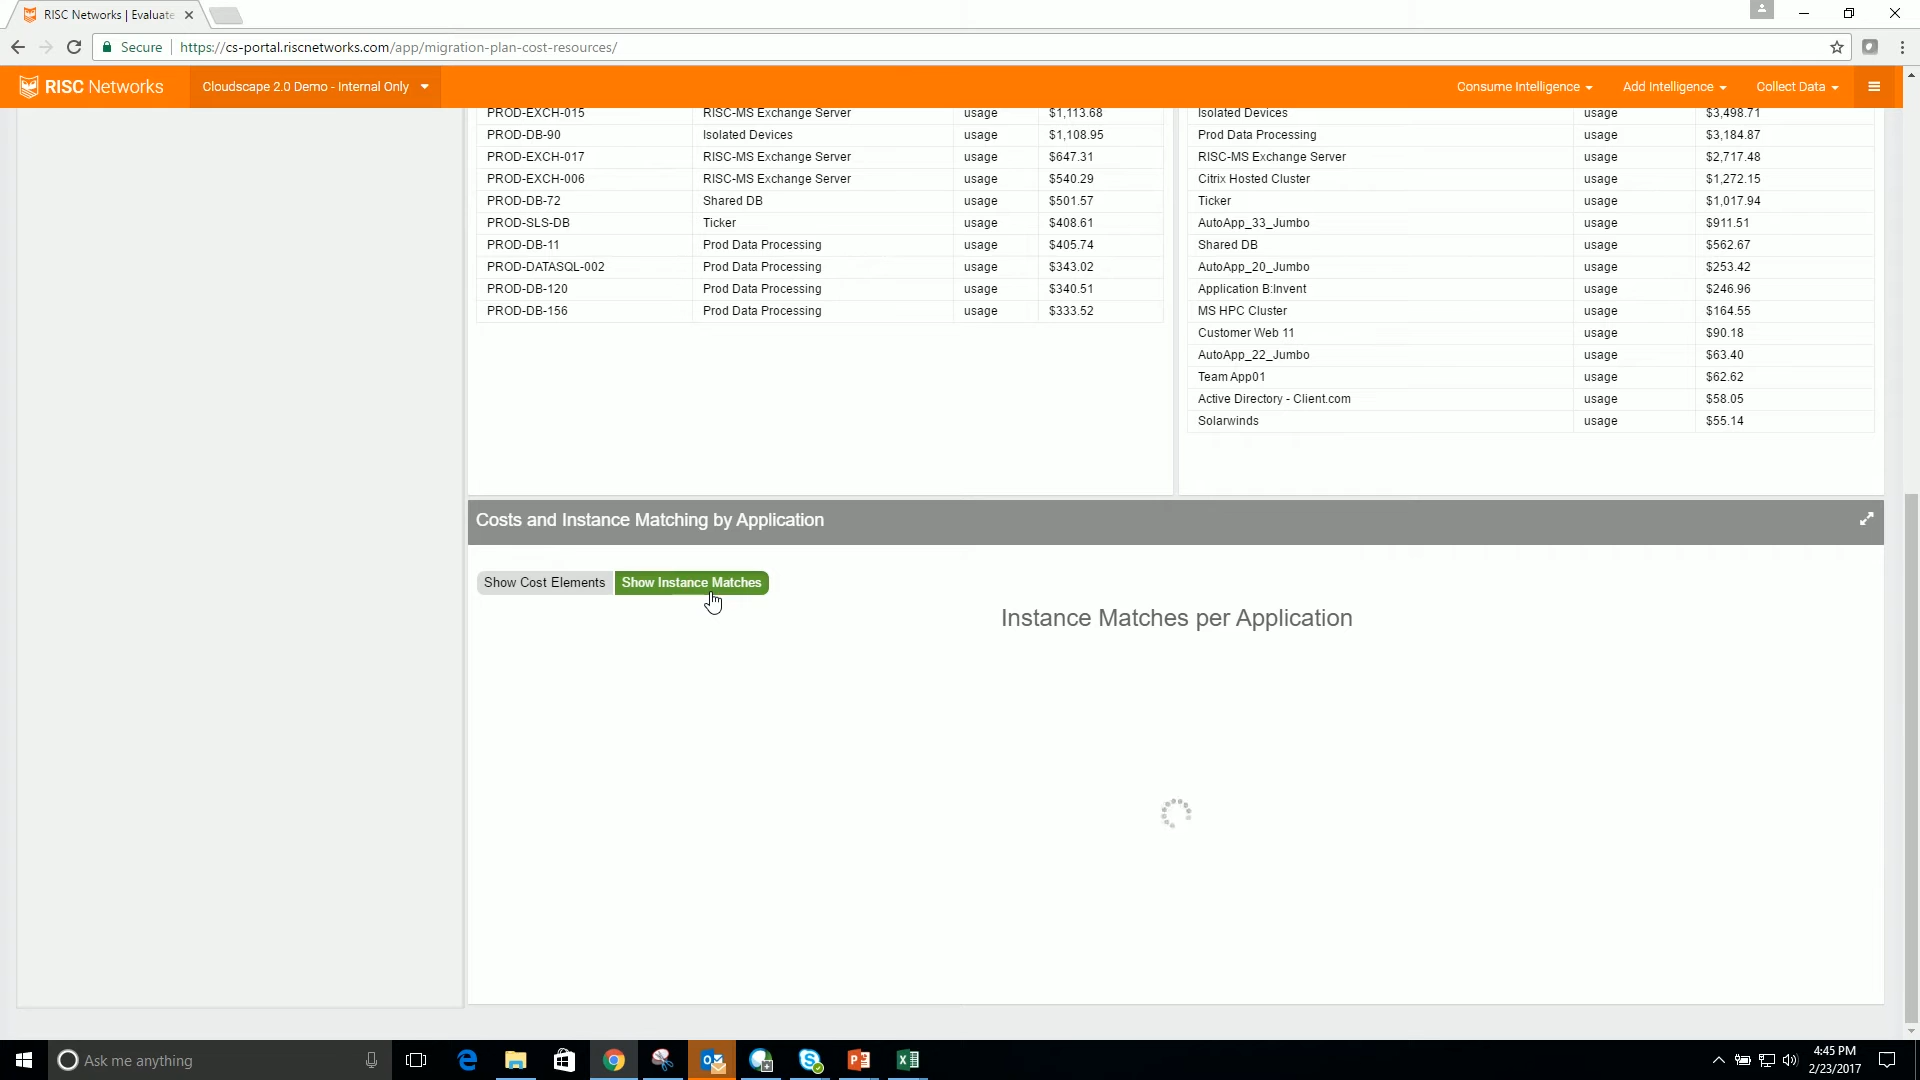 RISC Networks | Evaluate
Secure https://cs-portal.riscnetworks.com/app/migration-plan-cost-resources/
RISC Networks Cloudscape 2.0 Demo - Internal Only Consume Intelligence Add Intelligence Collect Data
PROD-EXCH-015 RISC-MS Exchange Server usage $1,113.68
PROD-DB-90 Isolated Devices usage $1,108.95
PROD-EXCH-017 RISC-MS Exchange Server usage $647.31
PROD-EXCH-006 RISC-MS Exchange Server usage $540.29
PROD-DB-72 Shared DB usage $501.57
PROD-SLS-DB Ticker usage $408.61
PROD-DB-11 Prod Data Processing usage $405.74
PROD-DATASQL-002 Prod Data Processing usage $343.02
PROD-DB-120 Prod Data Processing usage $340.51
PROD-DB-156 Prod Data Processing usage $333.52
Isolated Devices usage $3,498.71
Prod Data Processing usage $3,184.87
RISC-MS Exchange Server usage $2,717.48
Citrix Hosted Cluster usage $1,272.15
Ticker usage $1,017.94
AutoApp_33_Jumbo usage $911.51
Shared DB usage $562.67
AutoApp_20_Jumbo usage $253.42
Application B:Invent usage $246.96
MS HPC Cluster usage $164.55
Customer Web 11 usage $90.18
AutoApp_22_Jumbo usage $63.40
Team App01 usage $62.62
Active Directory - Client.com usage $58.05
Solarwinds usage $55.14
Costs and Instance Matching by Application
Show Cost Elements Show Instance Matches
Instance Matches per Application
Ask me anything
4:45 PM
2/23/2017